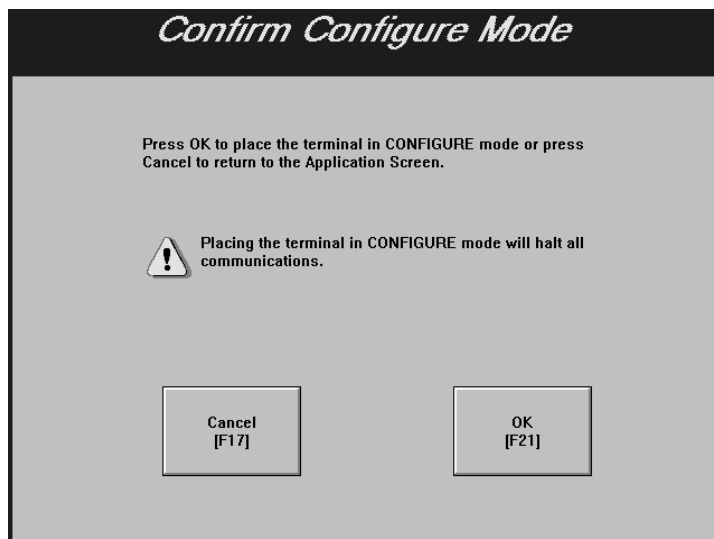 Confirm Configure Mode
Press OK to place the terminal in CONFIGURE mode or press
Cancel to return to the Application Screen.
Placing the terminal in CONFIGURE mode will halt all
communications.
Cancel
[F17]
OK
[F21]